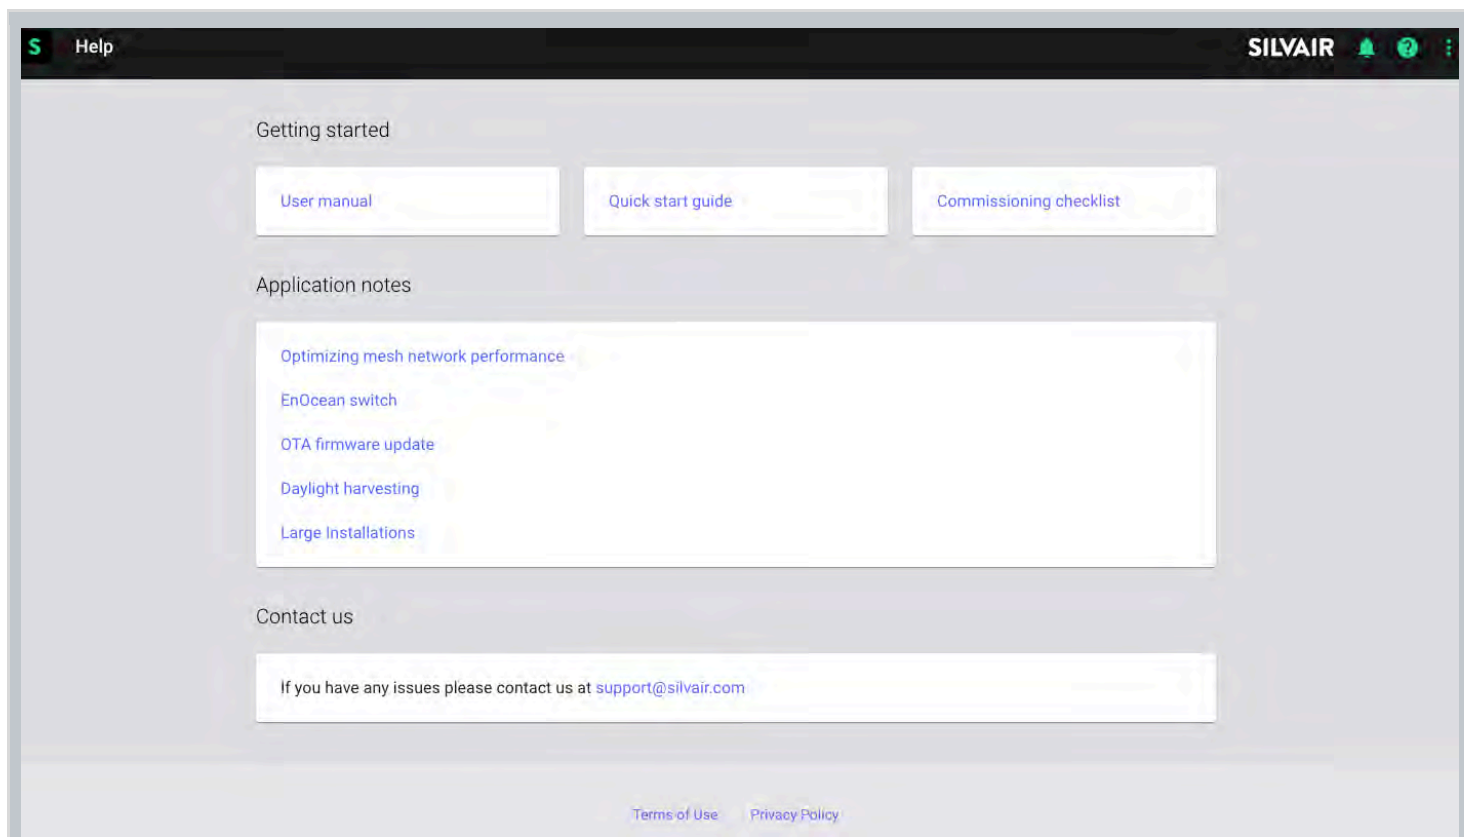 S Help SILVAIR
Getting started
User manual Quick start guide Commissioning checklist
Application notes
Optimizing mesh network performance
EnOcean switch
OTA firmware update
Daylight harvesting
Large Installations
Contact us
If you have any issues please contact us at support@silvair.com
Terms of Use Privacy Policy